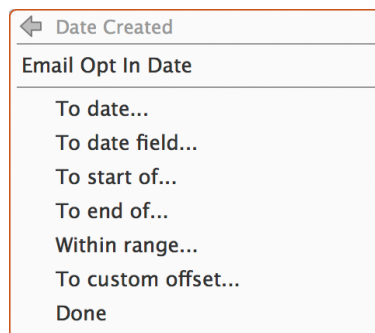 Date Created
Email Opt In Date
To date...
To date field...
To start of...
To end of...
Within range...
To custom offset...
Done